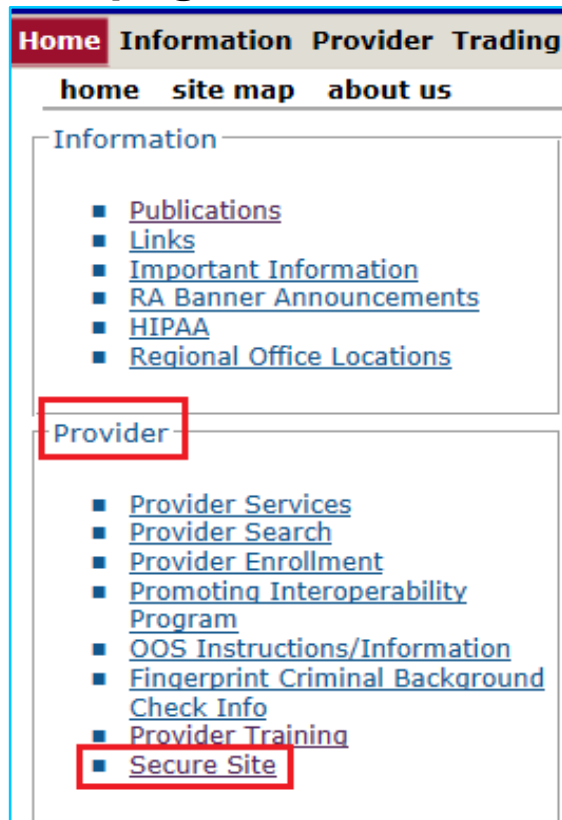 Home Information Provider Trading
home site map about us
Information
Publications
Links
Important Information
RA Banner Announcements
HIPAA
Regional Office Locations
Provider
Provider Services
Provider Search
Provider Enrollment
Promoting Interoperability
Program
OOS Instructions/Information
Fingerprint Criminal Background
Check Info
Provider Training
Secure Site